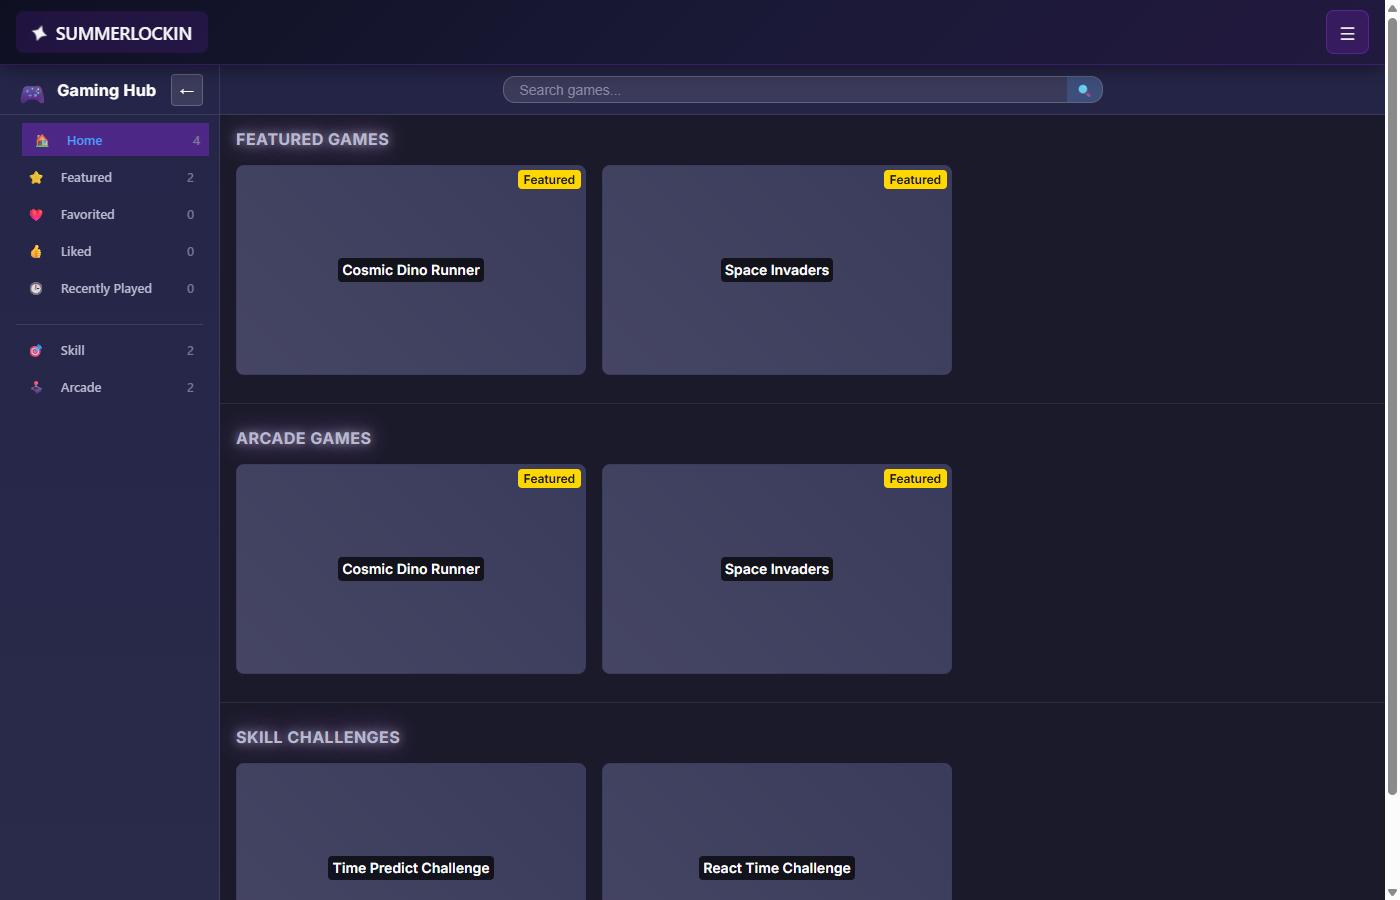 SUMMERLOCKIN
☰
Gaming Hub
←
Search games...
Home 4
Featured 2
Favorited 0
Liked 0
Recently Played 0
Skill 2
Arcade 2
FEATURED GAMES
Featured
Cosmic Dino Runner
Featured
Space Invaders
ARCADE GAMES
Featured
Cosmic Dino Runner
Featured
Space Invaders
SKILL CHALLENGES
Time Predict Challenge
React Time Challenge